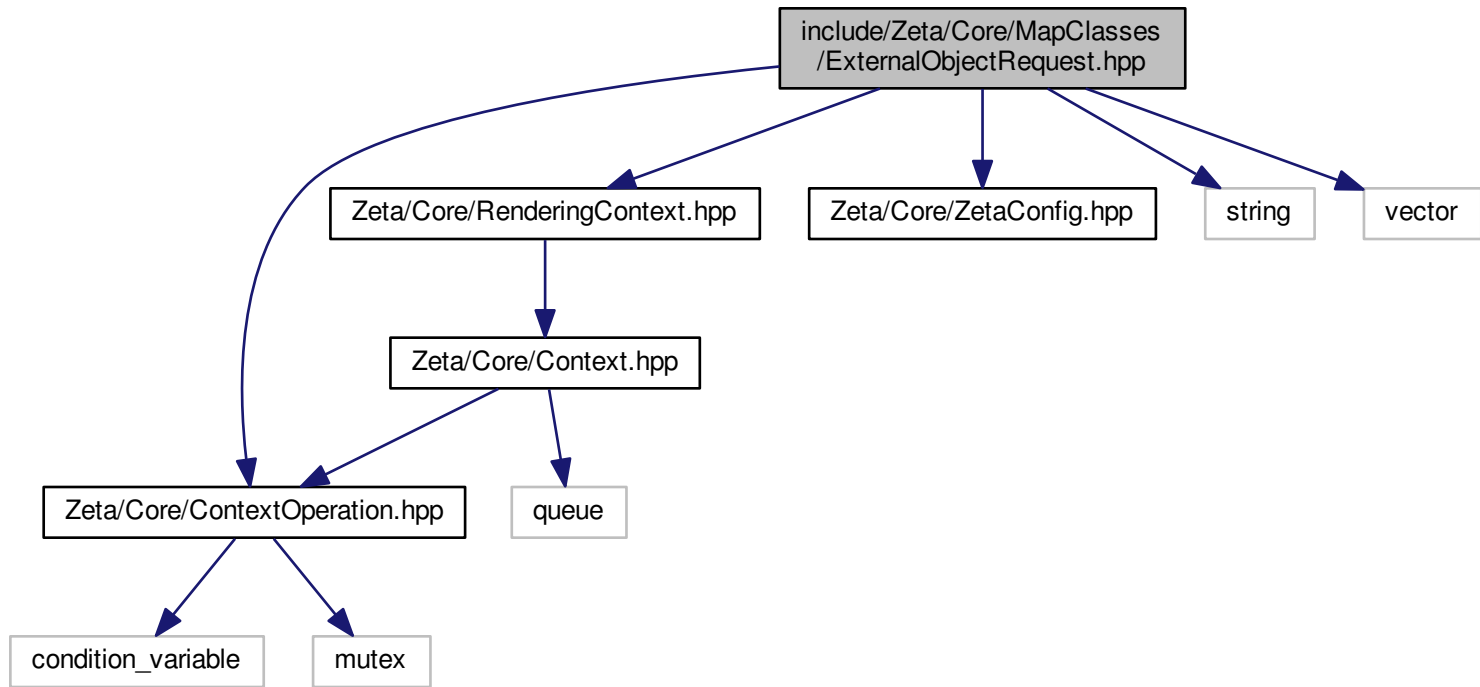 include/Zeta/Core/MapClasses
/ExternalObjectRequest.hpp
Zeta/Core/RenderingContext.hpp
Zeta/Core/ZetaConfig.hpp
string
vector
Zeta/Core/Context.hpp
Zeta/Core/ContextOperation.hpp
queue
condition_variable
mutex